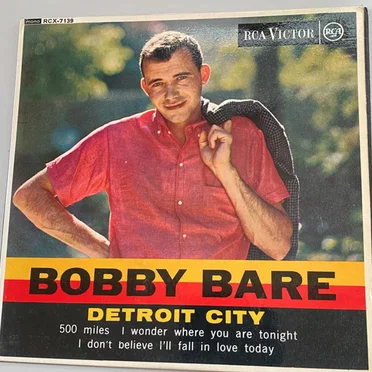 mono RCX-7139
RCA VICTOR RCA
BOBBY BARE
DETROIT CITY
500 miles I wonder where you are tonight
I don't believe I'll fall in love today